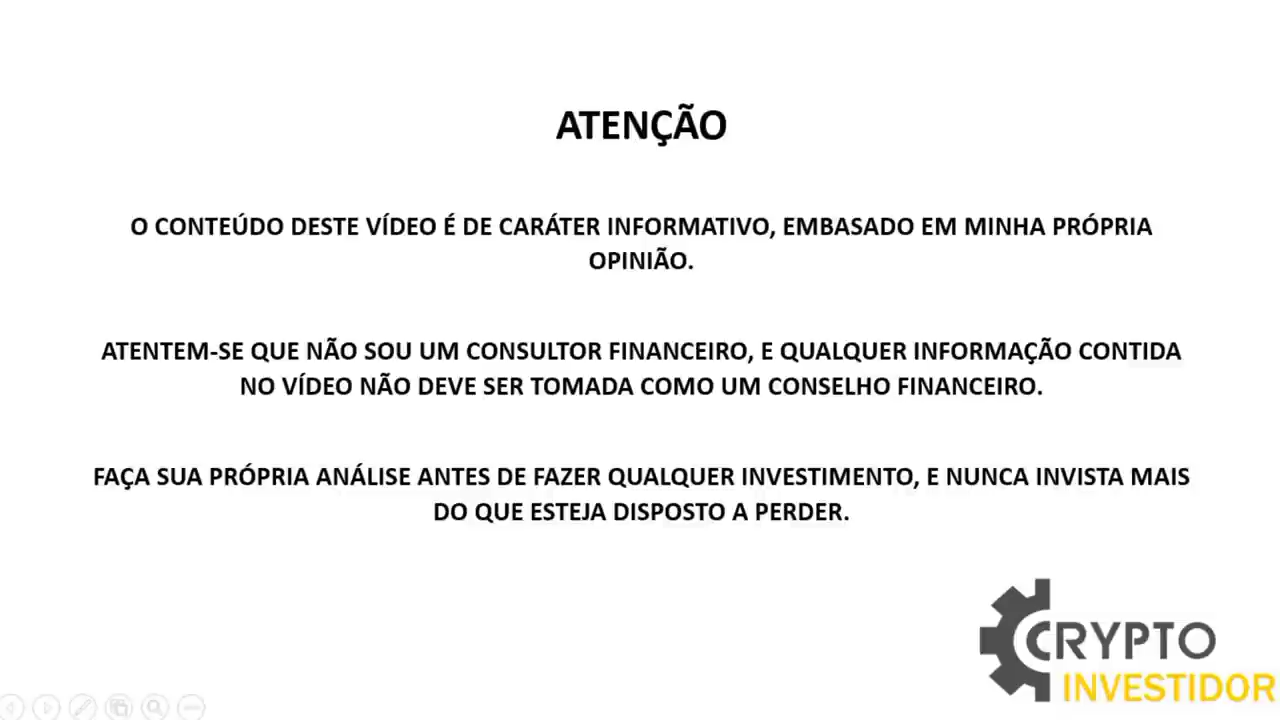 ATENÇÃO
O CONTEÚDO DESTE VÍDEO É DE CARÁTER INFORMATIVO, EMBASADO EM MINHA PRÓPRIA
OPINIÃO.
ATENTEM-SE QUE NÃO SOU UM CONSULTOR FINANCEIRO, E QUALQUER INFORMAÇÃO CONTIDA
NO VÍDEO NÃO DEVE SER TOMADA COMO UM CONSELHO FINANCEIRO.
FAÇA SUA PRÓPRIA ANÁLISE ANTES DE FAZER QUALQUER INVESTIMENTO, E NUNCA INVISTA MAIS
DO QUE ESTEJA DISPOSTO A PERDER.
CRYPTO
INVESTIDOR